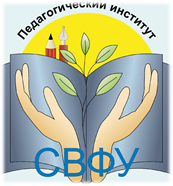 Педагогический институт
СВФУ